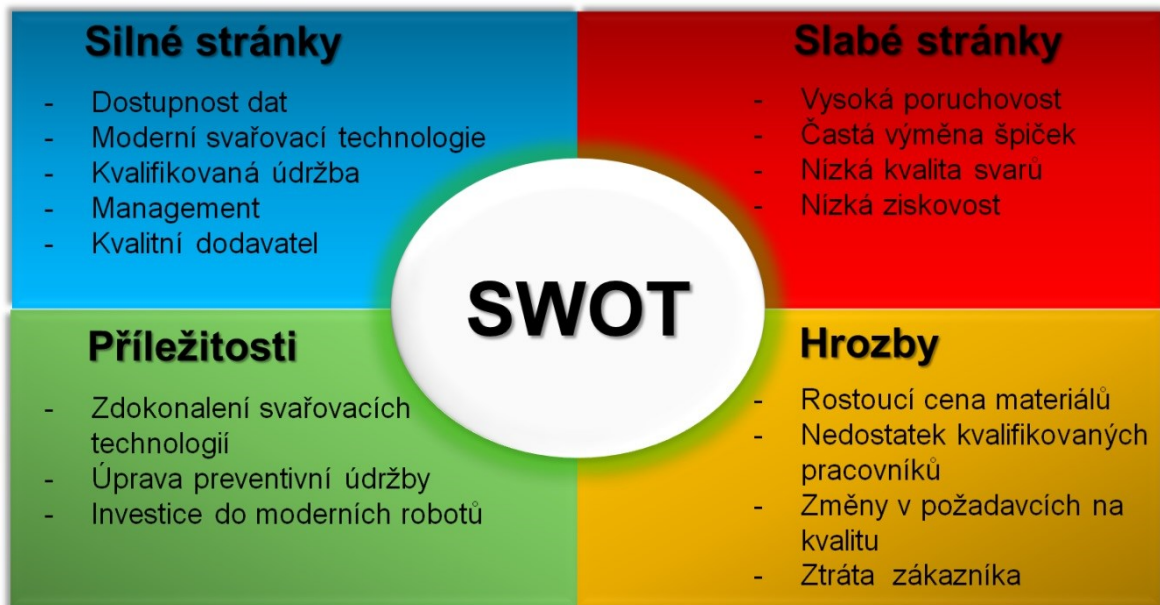 Silné stránky
- Dostupnost dat
- Moderní svařovací technologie
- Kvalifikovaná údržba
- Management
- Kvalitní dodavatel
Slabé stránky
- Vysoká poruchovost
- Častá výměna špiček
- Nízká kvalita svarů
- Nízká ziskovost
SWOT
Příležitosti
- Zdokonalení svařovacích
technologií
- Úprava preventivní údržby
- Investice do moderních robotů
Hrozby
- Rostoucí cena materiálů
- Nedostatek kvalifikovaných
pracovníků
- Změny v požadavcích na
kvalitu
- Ztráta zákazníka